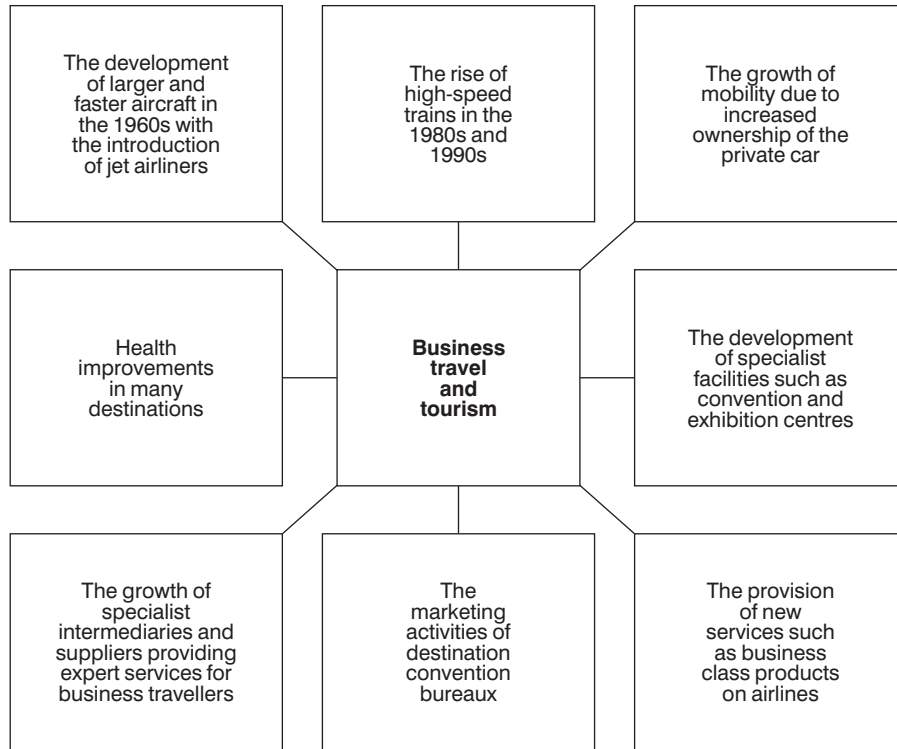 The development
of larger and
faster aircraft in
the 1960s with
the introduction
of jet airliners
The rise of
high-speed
trains in the
1980s and
1990s
The growth of
mobility due to
increased
ownership of the
private car
Health
improvements
in many
destinations
Business
travel
and
tourism
The development
of specialist
facilities such as
convention and
exhibition centres
The growth of
specialist
intermediaries and
suppliers providing
expert services for
business travellers
The
marketing
activities of
destination
convention
bureaux
The provision
of new
services such
as business
class products
on airlines